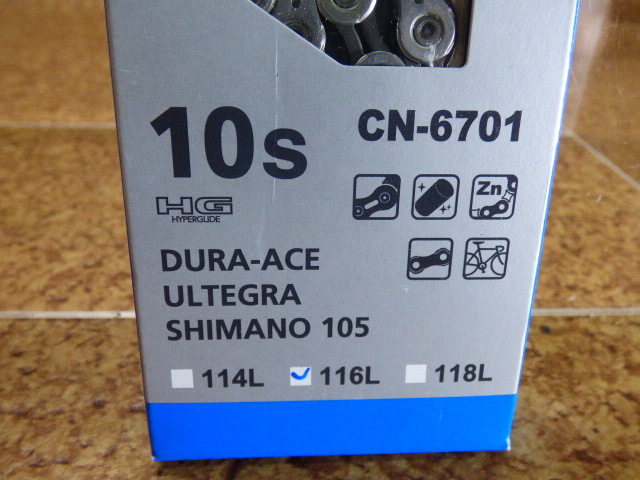 10s
CN-6701
HG
HYPERGLIDE
Zn
DURA-ACE
ULTEGRA
SHIMANO 105
114L 116L 118L